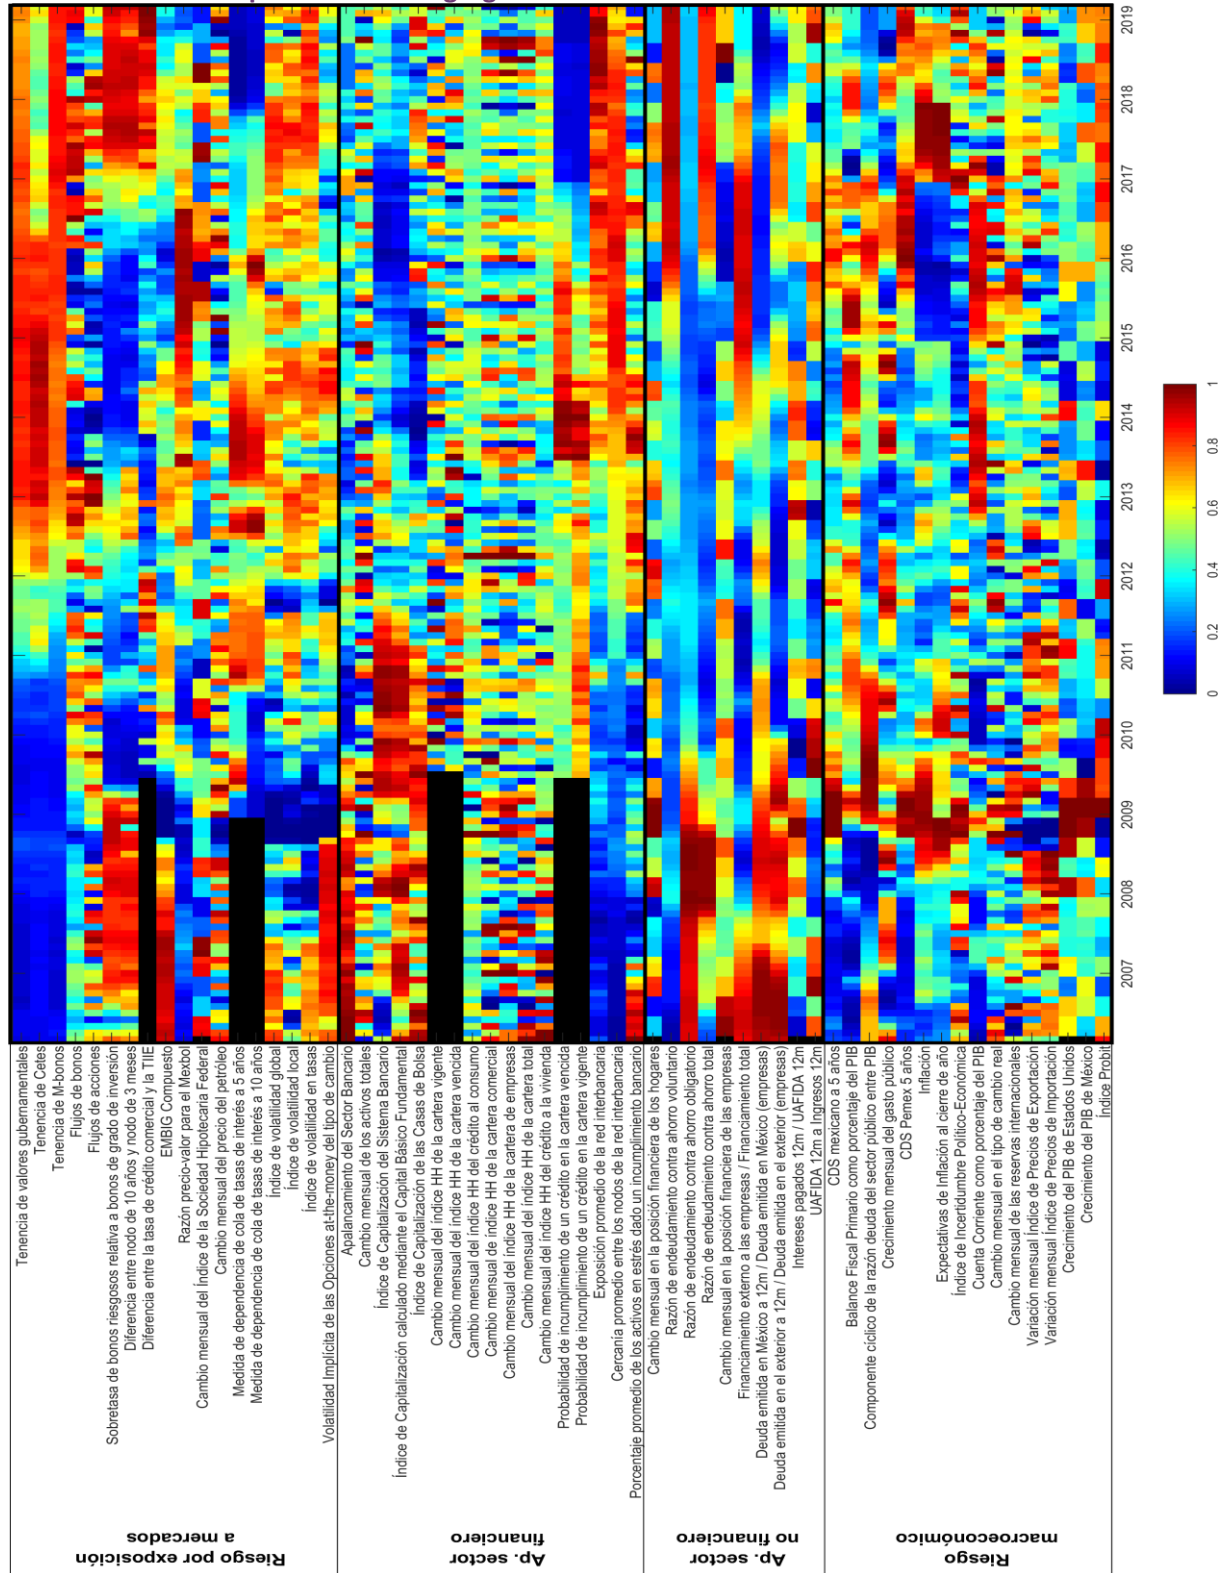 Riesgo por exposición
a mercados
Tenencia de valores gubernamentales
Tenencia de Cetes
Tenencia de M-bonos
Flujos de bonos
Flujos de acciones
Sobretasa de bonos riesgosos relativa a bonos de grado de inversión
Diferencia entre nodo de 10 años y nodo de 3 meses
Diferencia entre la tasa de crédito comercial y la TIIE
EMBIG Compuesto
Razón precio-valor para el Mexbol
Cambio mensual del Índice de la Sociedad Hipotecaria Federal
Cambio mensual del precio del petróleo
Medida de dependencia de cola de tasas de interés a 5 años
Medida de dependencia de cola de tasas de interés a 10 años
Índice de volatilidad global
Índice de volatilidad local
Índice de volatilidad en tasas
Volatilidad Implícita de las Opciones at-the-money del tipo de cambio
Ap. sector
financiero
Apalancamiento del Sector Bancario
Cambio mensual de los activos totales
Índice de Capitalización del Sistema Bancario
Índice de Capitalización calculado mediante el Capital Básico Fundamental
Índice de Capitalización de las Casas de Bolsa
Cambio mensual del índice HH de la cartera vigente
Cambio mensual del índice HH de la cartera vencida
Cambio mensual del índice HH del crédito al consumo
Cambio mensual de índice HH de la cartera comercial
Cambio mensual del índice HH de la cartera de empresas
Cambio mensual del índice HH de la cartera total
Cambio mensual del índice HH del crédito a la vivienda
Probabilidad de incumplimiento de un crédito en la cartera vencida
Probabilidad de incumplimiento de un crédito en la cartera vigente
Exposición promedio de la red interbancaria
Cercanía promedio entre los nodos de la red interbancaria
Porcentaje promedio de los activos en estrés dado un incumplimiento bancario
Ap. sector
no financiero
Cambio mensual en la posición financiera de los hogares
Razón de endeudamiento contra ahorro voluntario
Razón de endeudamiento contra ahorro obligatorio
Razón de endeudamiento contra ahorro total
Cambio mensual en la posición financiera de las empresas
Financiamiento externo a las empresas / Financiamiento total
Deuda emitida en México a 12m / Deuda emitida en México (empresas)
Deuda emitida en el exterior a 12m / Deuda emitida en el exterior (empresas)
Intereses pagados 12m / UAFIDA 12m
UAFIDA 12m a Ingresos 12m
Riesgo
macroeconómico
CDS mexicano a 5 años
Balance Fiscal Primario como porcentaje del PIB
Componente cíclico de la razón deuda del sector público entre PIB
Crecimiento mensual del gasto público
CDS Pemex 5 años
Inflación
Expectativas de Inflación al cierre de año
Índice de Incertidumbre Político-Económica
Cuenta Corriente como porcentaje del PIB
Cambio mensual en el tipo de cambio real
Cambio mensual de las reservas internacionales
Variación mensual Índice de Precios de Exportación
Variación mensual Índice de Precios de Importación
Crecimiento del PIB de Estados Unidos
Crecimiento del PIB de México
Índice Probit
2007
2008
2009
2010
2011
2012
2013
2014
2015
2016
2017
2018
2019
0
0.2
0.4
0.6
0.8
1